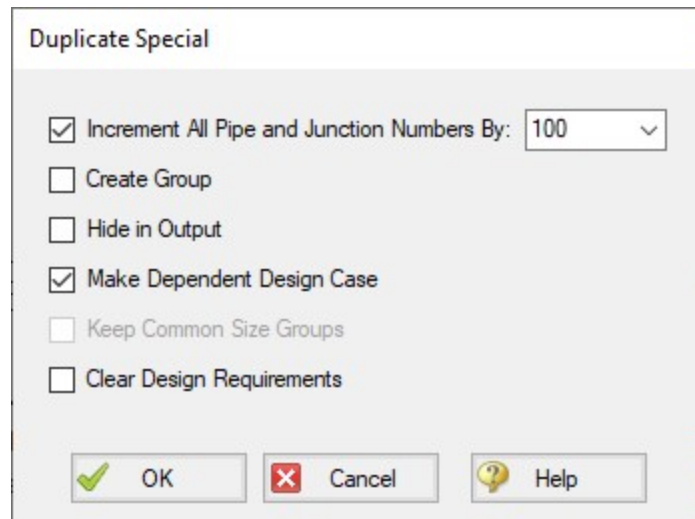 Duplicate Special
Increment All Pipe and Junction Numbers By: 100
Create Group
Hide in Output
Make Dependent Design Case
Keep Common Size Groups
Clear Design Requirements
OK Cancel Help